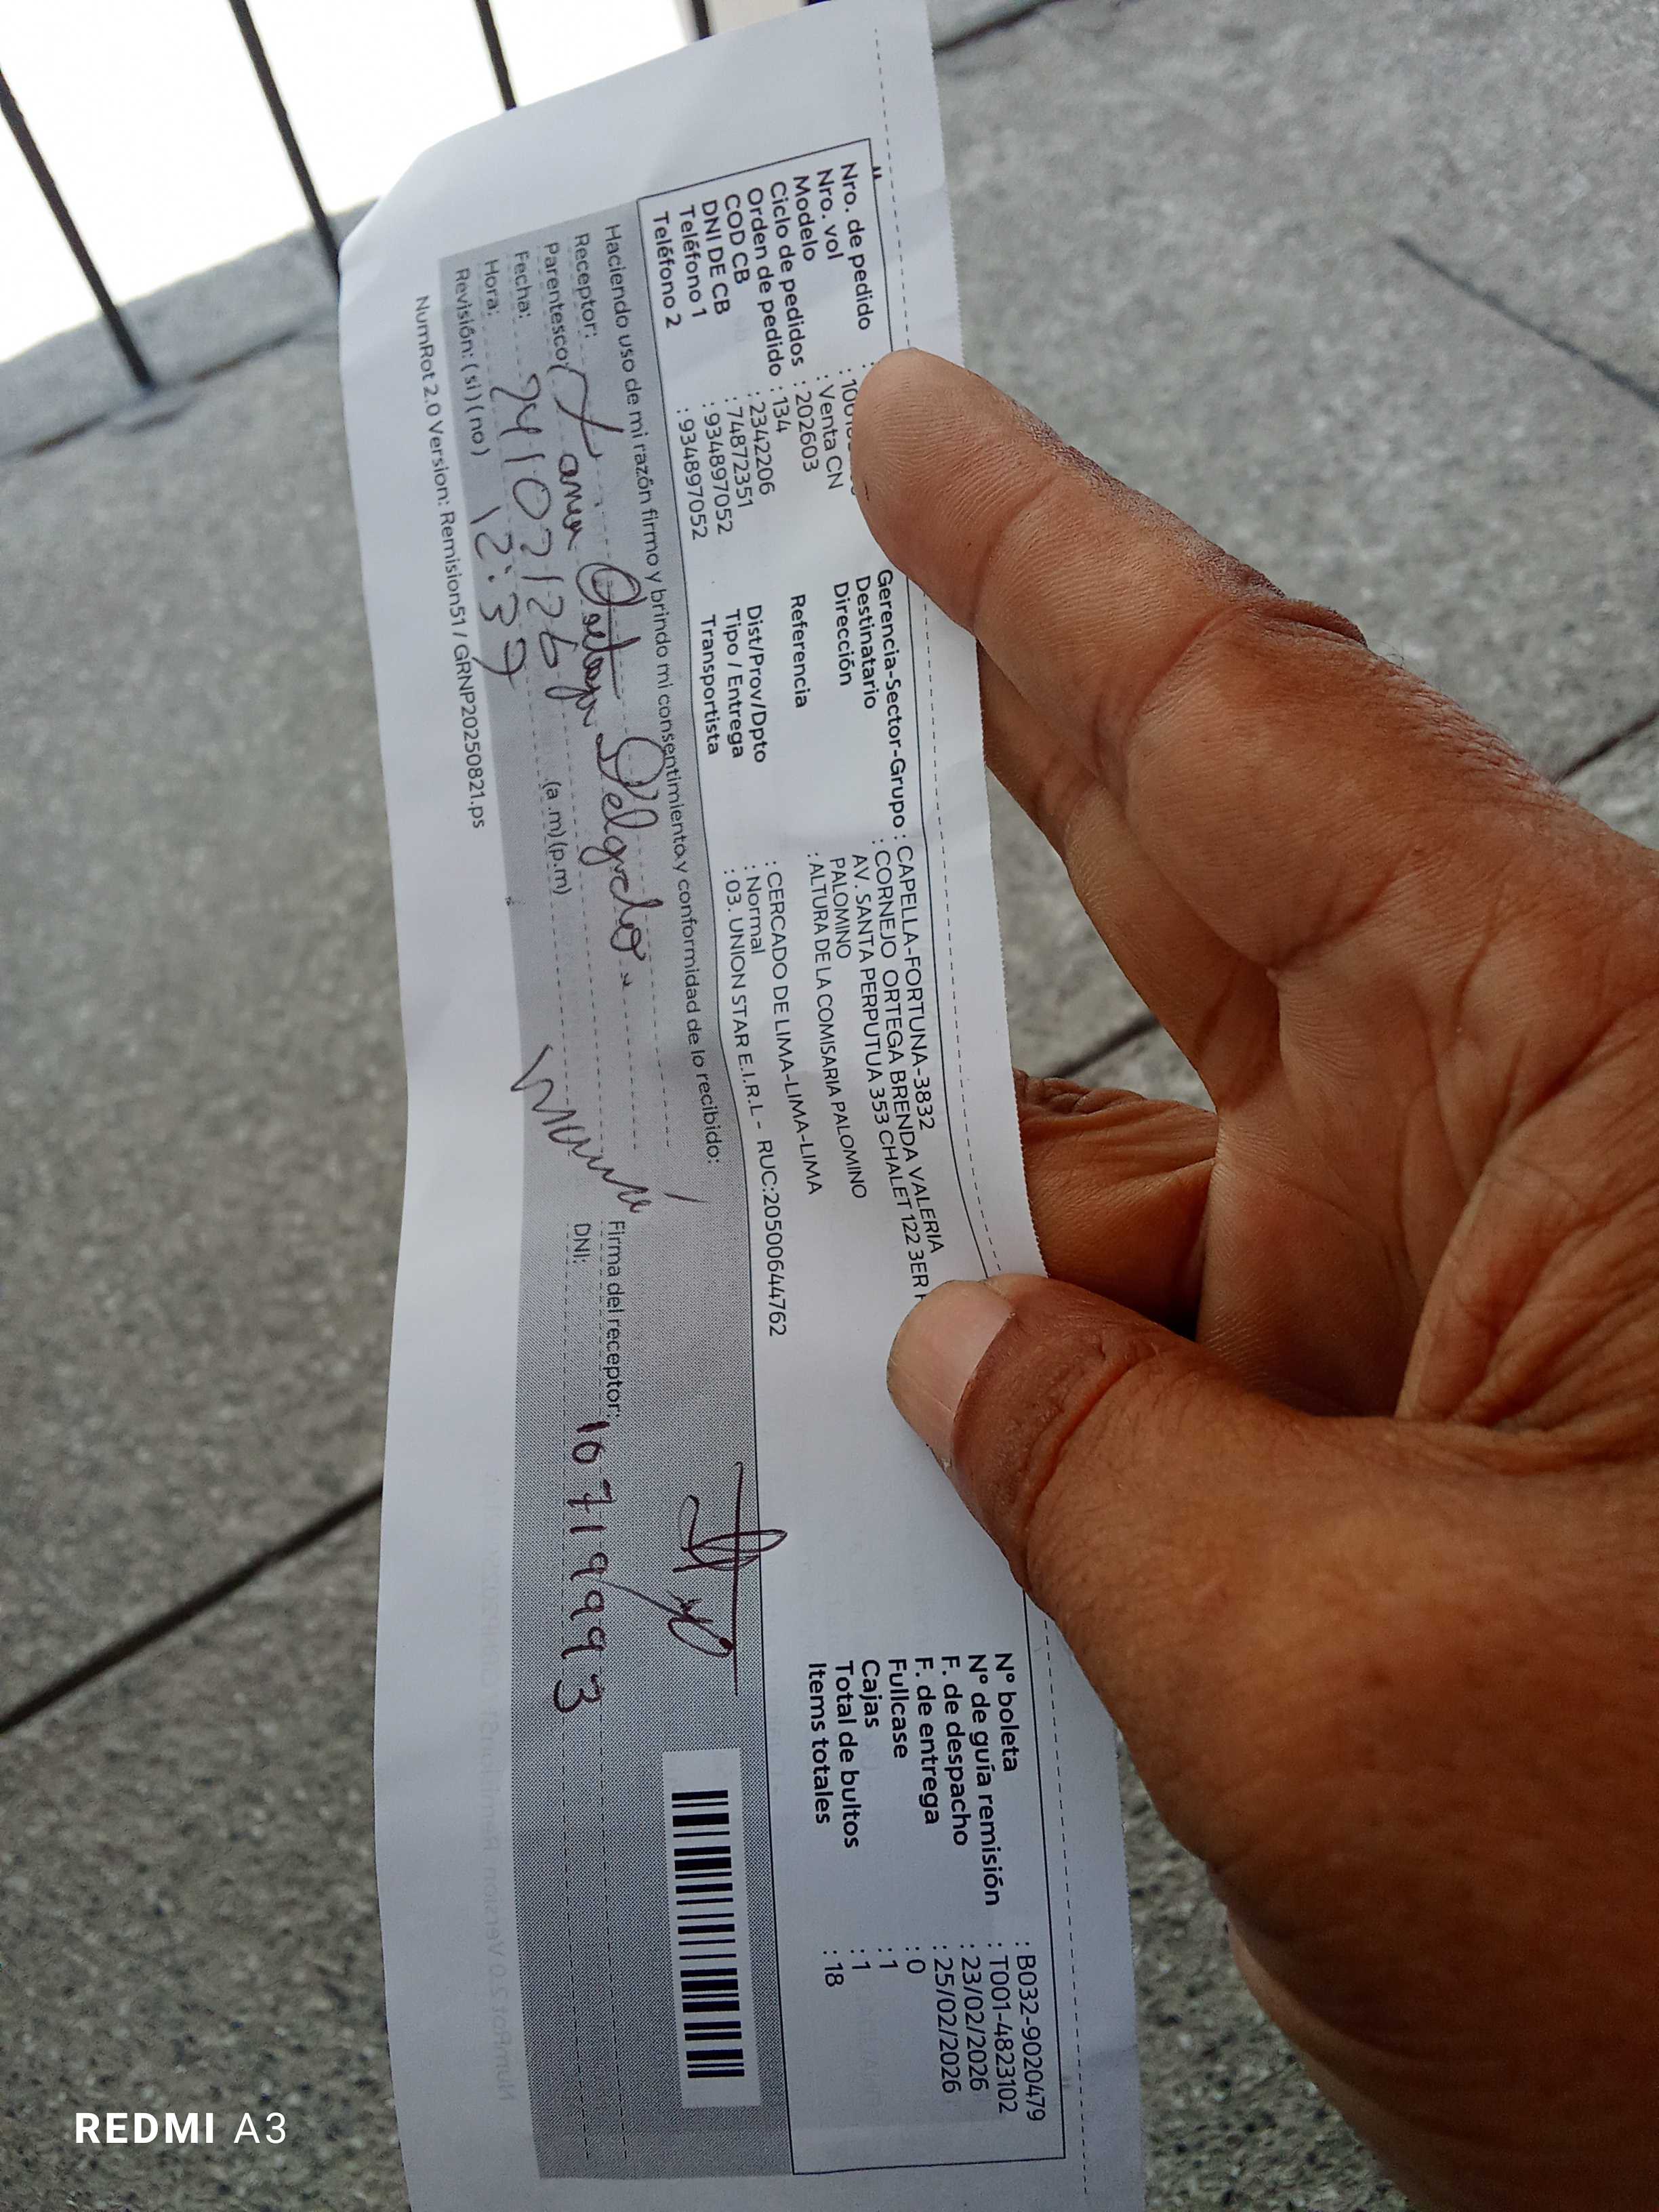 Nro. de pedido :
Nro. vol
Modelo : Venta CN
Ciclo de pedidos : 202603
Orden de pedido : 134
COD CB : 2342206
DNI DE CB : 74872351
Teléfono 1 : 934897052
Teléfono 2 : 934897052
Gerencia-Sector-Grupo : CAPELLA-FORTUNA-3832
Destinatario : CORNEJO ORTEGA BRENDA VALERIA
Dirección AV. SANTA PERPUTUA 353 CHALET 122 3ER
PALOMINO
Referencia : ALTURA DE LA COMISARIA PALOMINO
Dist/Prov/Dpto : CERCADO DE LIMA-LIMA-LIMA
Tipo / Entrega : Normal
Transportista : 03. UNION STAR E.I.R.L - RUC:20500644762
Nº boleta : B032-9020479
Nº de guía remisión : T001-4823102
F. de despacho : 23/02/2026
F. de entrega : 25/02/2026
Fullcase : 0
Cajas : 1
Total de bultos : 1
Items totales : 18
Haciendo uso de mi razón firmo y brindo mi consentimiento y conformidad de lo recibido:
Receptor: Delgado
Parentesco:
Fecha: 24/02/26
Hora: 12:39 (a.m)(p.m)
Revisión: (si) (no)
Firma del receptor:
DNI: 10719993
NumRot 2.0 Version: Remision51 / GRNP20250821.ps
REDMI A3